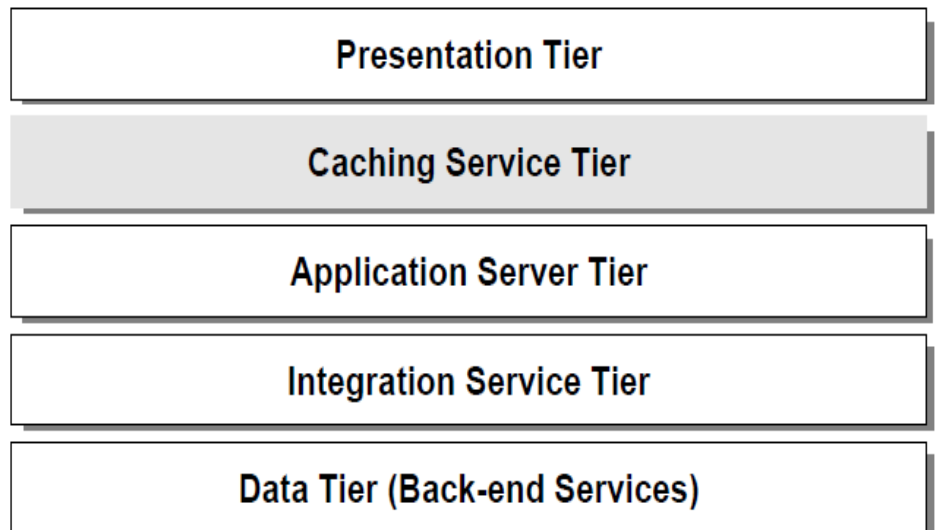 Presentation Tier
Caching Service Tier
Application Server Tier
Integration Service Tier
Data Tier (Back-end Services)